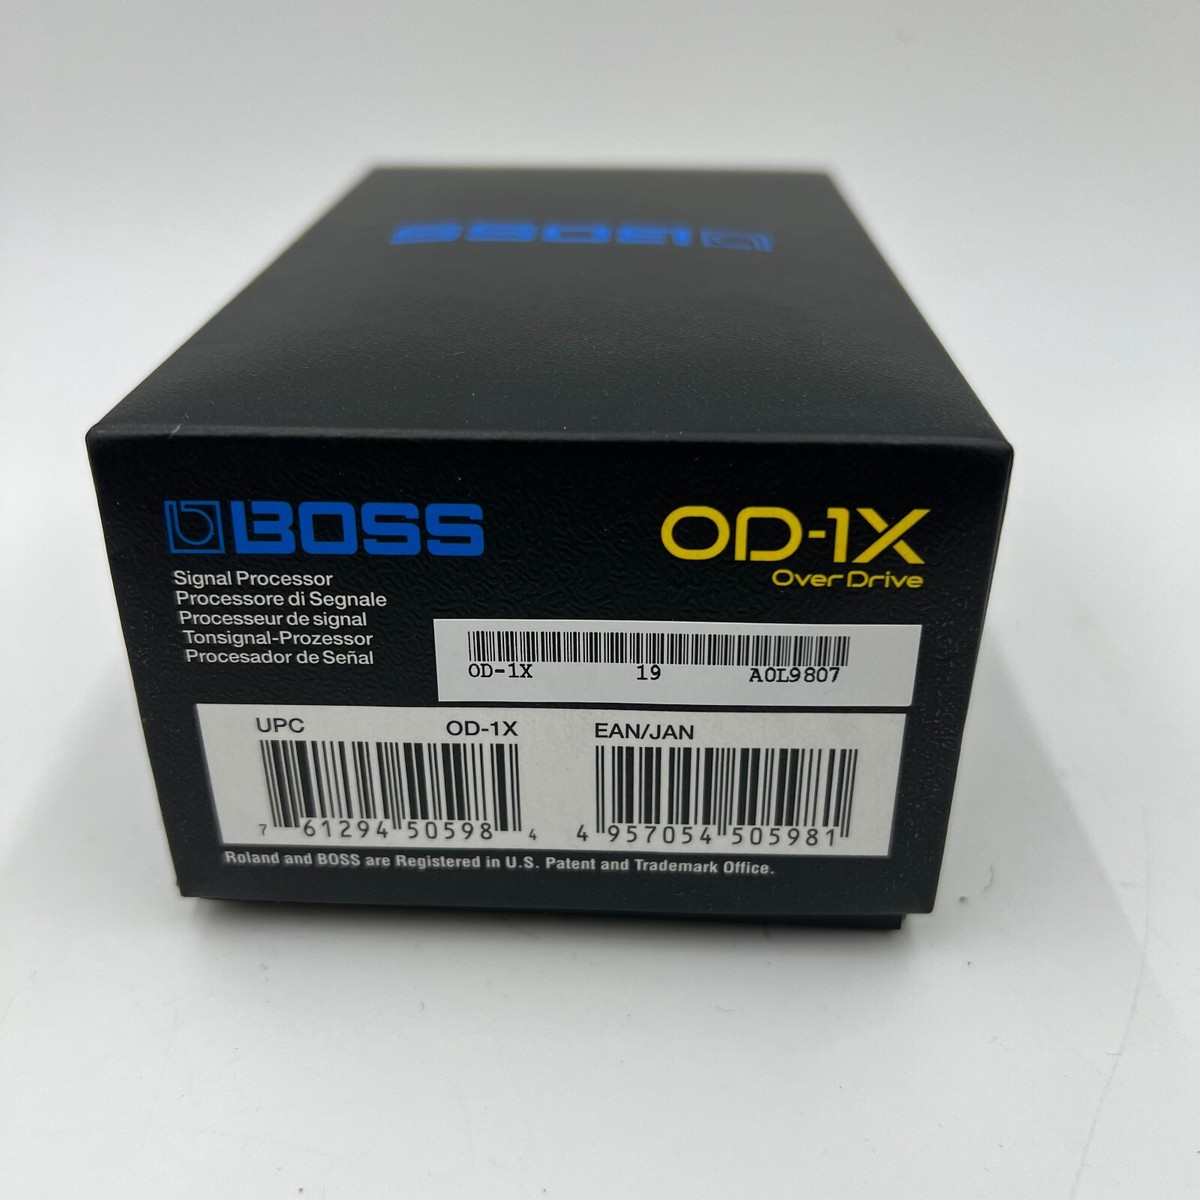 BOSS
BOSS
OD-1X
Over Drive
Signal Processor
Processore di Segnale
Processeur de signal
Tonsignal-Prozessor
Procesador de Señal
OD-1X 19 A0L9807
UPC OD-1X EAN/JAN
7 61294 50598 4 4 957054 505981
Roland and BOSS are Registered in U.S. Patent and Trademark Office.